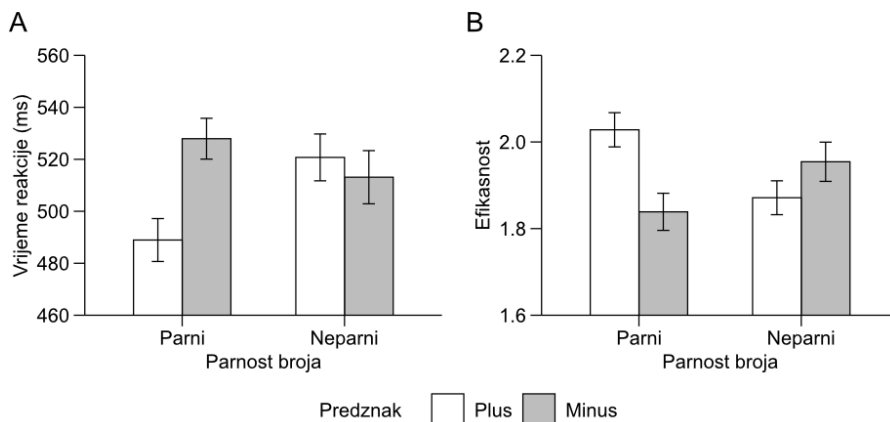 A
Vrijeme reakcije (ms)
560
540
520
500
480
460
Parni
Neparni
Parnost broja
B
Efikasnost
2.2
2.0
1.8
1.6
Parni
Neparni
Parnost broja
Predznak Plus Minus